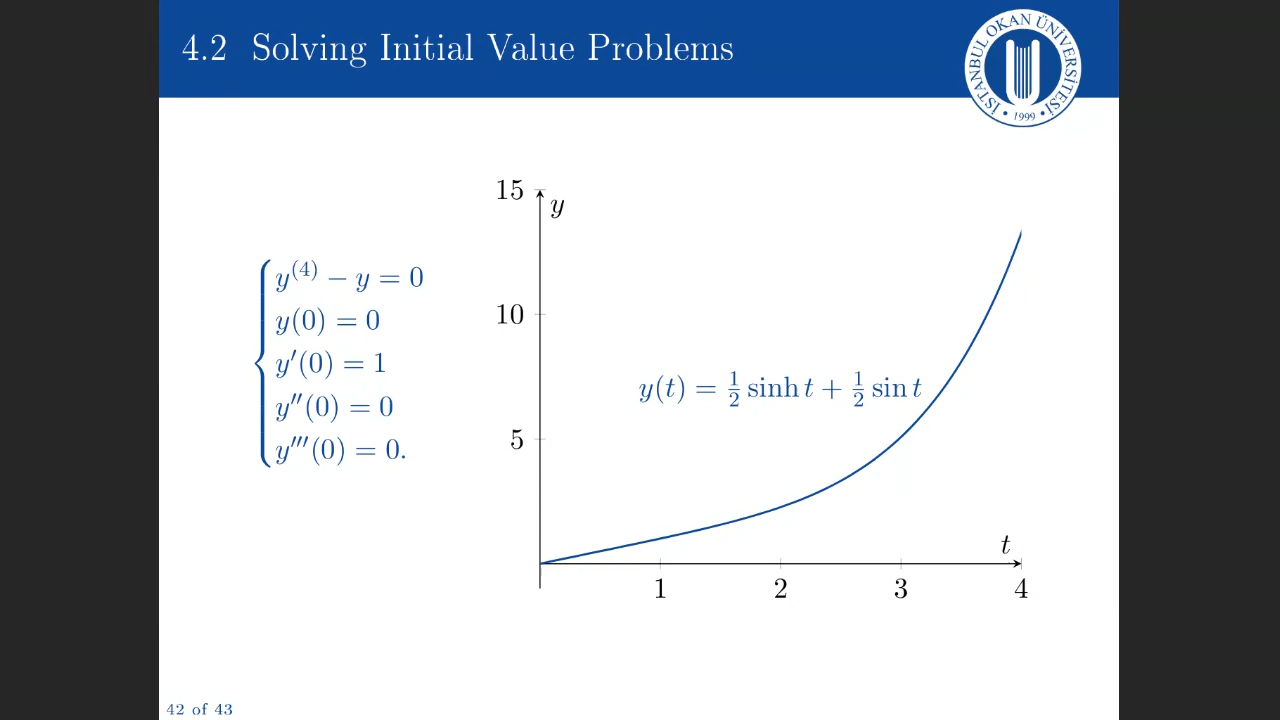 4.2 Solving Initial Value Problems
İSTANBUL OKAN ÜNİVERSİTESİ
• 1999 •
y⁽⁴⁾ − y = 0
y(0) = 0
y′(0) = 1
y″(0) = 0
y‴(0) = 0.
15
y
10
y(t) = ½ sinh t + ½ sin t
5
t
1 2 3 4
42 of 43